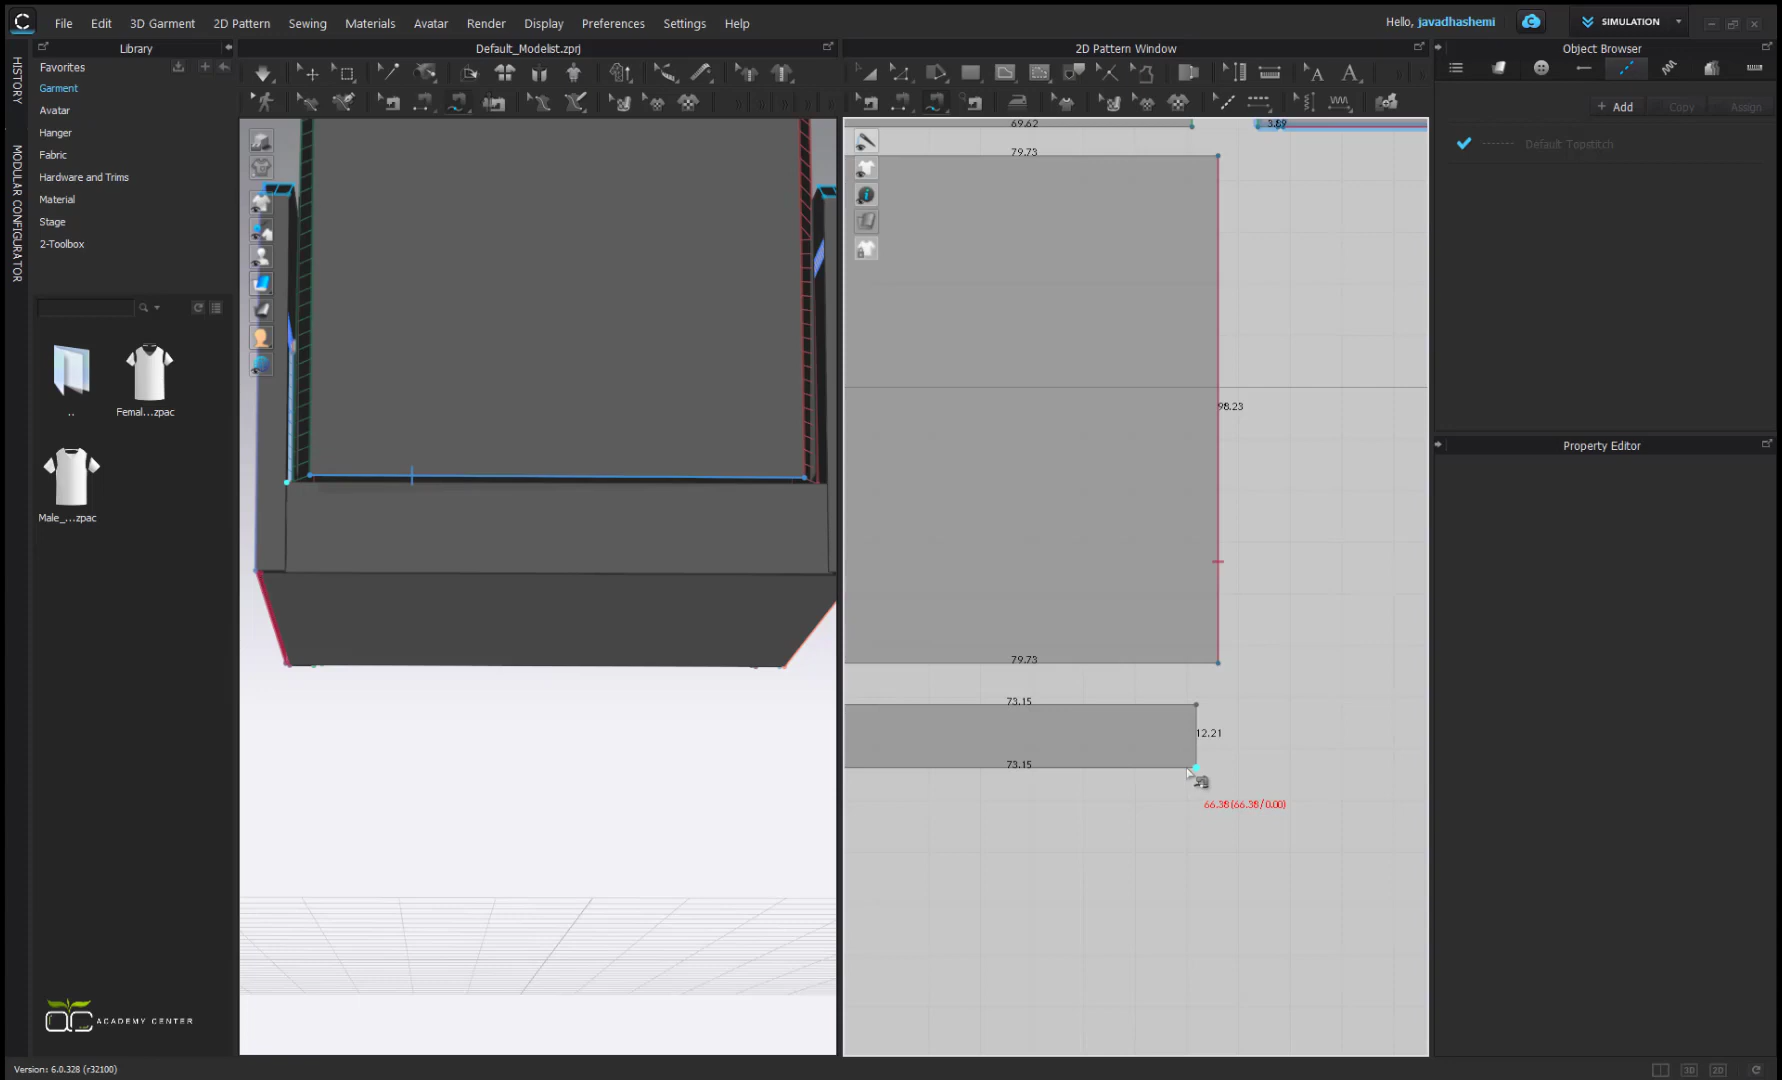 File Edit 3D Garment 2D Pattern Sewing Materials Avatar Render Display Preferences Settings Help
Hello, javadhashemi
SIMULATION
HISTORY
MODULAR CONFIGURATOR
Library
Default_Modelist.zprj
2D Pattern Window
Object Browser
Favorites
Garment
Avatar
Hanger
Fabric
Hardware and Trims
Material
Stage
2-Toolbox
..
Femal...zpac
Male_...zpac
ACADEMY CENTER
69.62
3.89
79.73
98.23
79.73
73.15
12.21
73.15
66.38(66.38/0.00)
+ Add Copy Assign
Default Topstitch
Property Editor
Version: 6.0.328 (r32100)
3D 2D